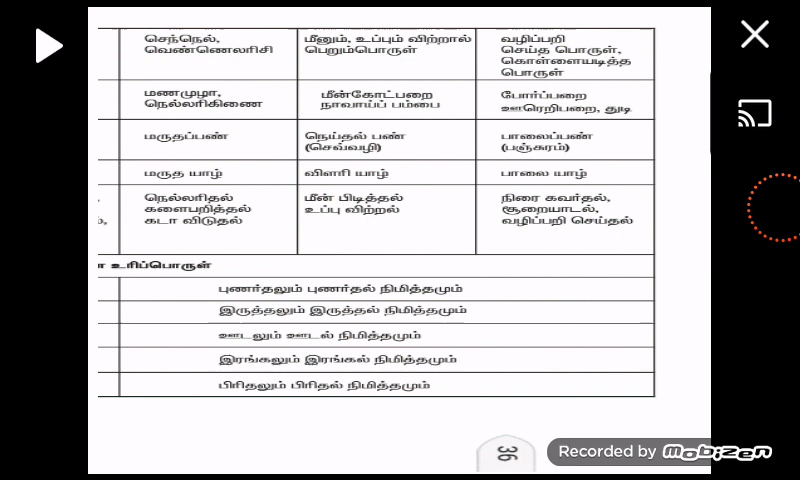 செந்நெல், வெண்ணெலரிசி
மீனும், உப்பும் விற்றால் பெறும்பொருள்
வழிப்பறி செய்த பொருள், கொள்ளையடித்த பொருள்
மணமுழா, நெல்லரிகிணை
மீன்கோட்பறை நாவாய்ப் பம்பை
போர்ப்பறை ஊரெறிபறை, துடி
மருதப்பண்
நெய்தல் பண் (செவ்வழி)
பாலைப்பண் (பஞ்சுரம்)
மருத யாழ்
விளரி யாழ்
பாலை யாழ்
நெல்லரிதல் களைபறித்தல் கடா விடுதல்
மீன் பிடித்தல் உப்பு விற்றல்
நிரை கவர்தல், சூறையாடல், வழிப்பறி செய்தல்
உரிப்பொருள்
புணர்தலும் புணர்தல் நிமித்தமும்
இருத்தலும் இருத்தல் நிமித்தமும்
ஊடலும் ஊடல் நிமித்தமும்
இரங்கலும் இரங்கல் நிமித்தமும்
பிரிதலும் பிரிதல் நிமித்தமும்
36
Recorded by mobizen